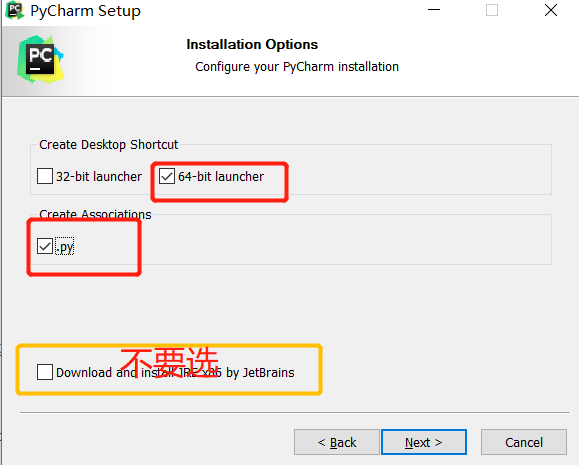 PyCharm Setup
PC
Installation Options
Configure your PyCharm installation
Create Desktop Shortcut
32-bit launcher 64-bit launcher
Create Associations
.py
不要选
Download and install JRE x86 by JetBrains
< Back Next > Cancel